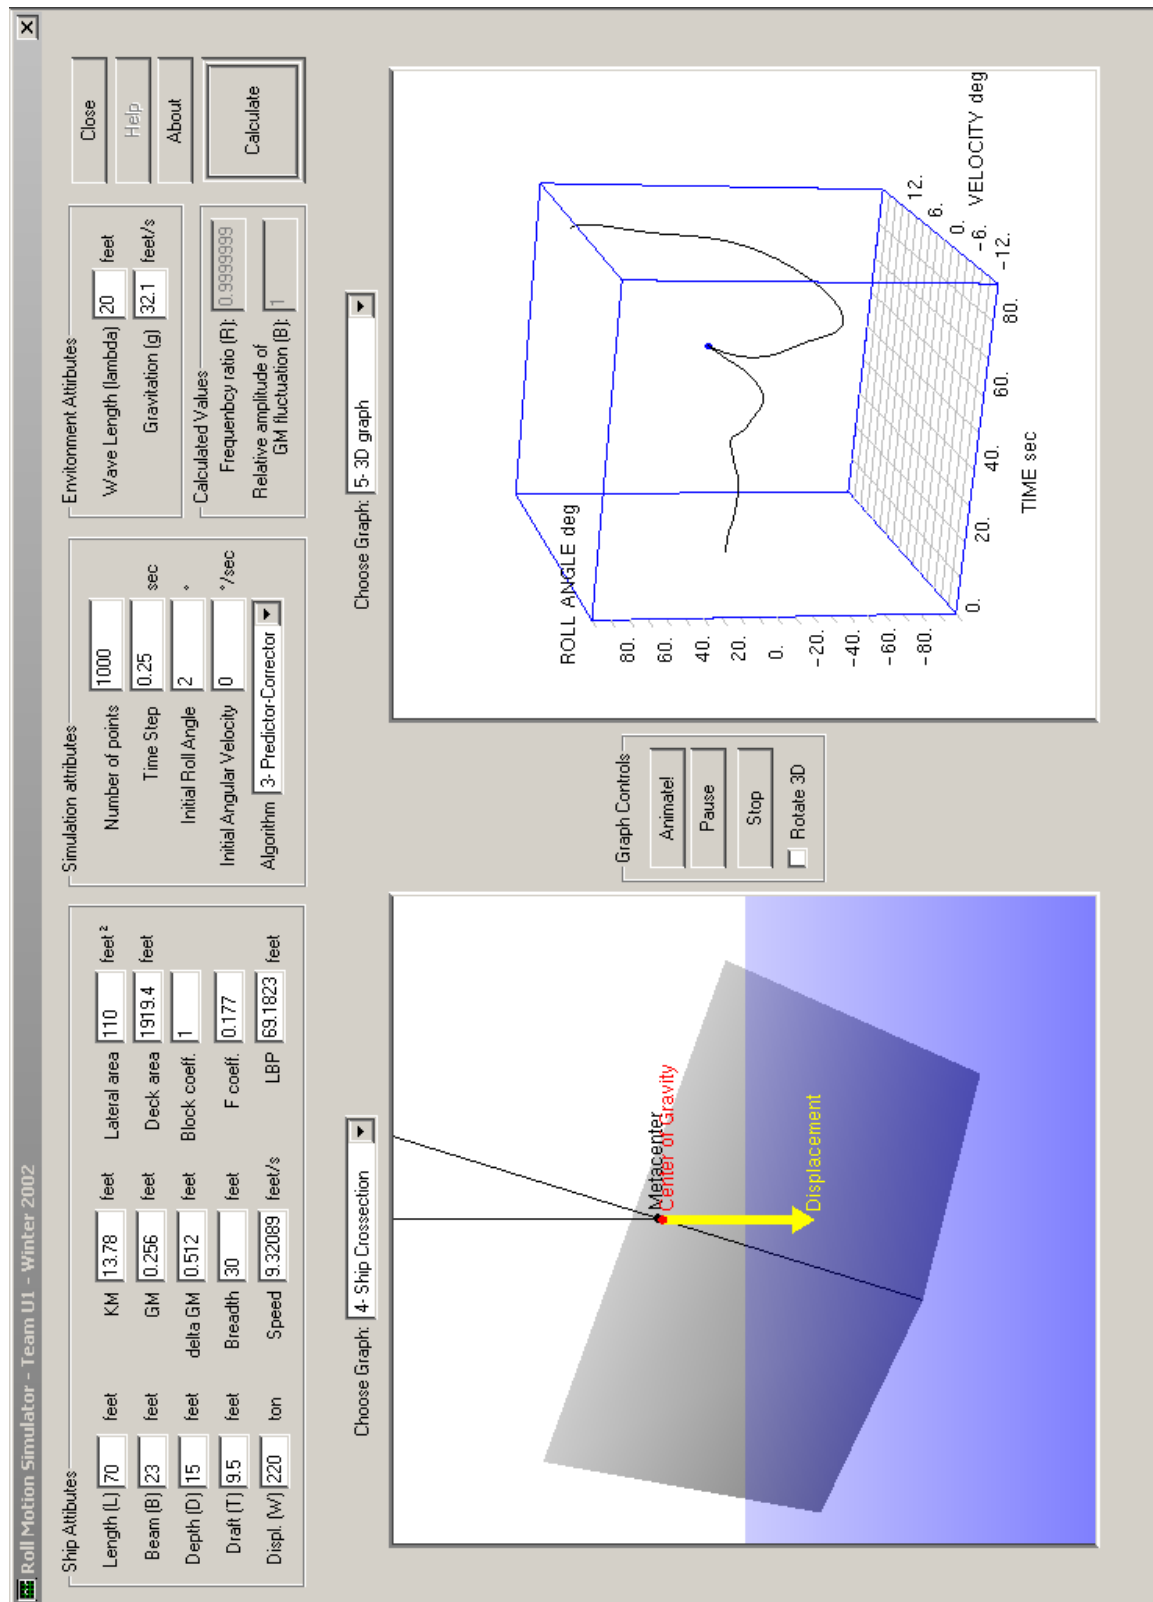 Roll Motion Simulator - Team U1 - Winter 2002
Ship Attibutes
Length (L) 70 feet
Beam (B) 23 feet
Depth (D) 15 feet
Draft (T) 9.5 feet
Displ. (W) 220 ton
KM 13.78 feet
GM 0.256 feet
delta GM 0.512 feet
Breadth 30 feet
Speed 9.32089 feet/s
Lateral area 110 feet²
Deck area 1919.4 feet
Block coeff. 1
F coeff. 0.177
LBP 69.1823 feet
Simulation attributes
Number of points 1000
Time Step 0.25 sec
Initial Roll Angle 2 °
Initial Angular Velocity 0 °/sec
Algorithm 3- Predictor-Corrector
Envitonment Attirbutes
Wave Length (lambda) 20 feet
Gravitation (g) 32.1 feet/s
Calculated Values
Frequenbcy ratio (R): 0.9999999
Relative amplitude of
GM fluctuation (B): 1
Close
Help
About
Calculate
Choose Graph: 4- Ship Crossection
Metacenter
Center of Gravity
Displacement
Graph Controls
Animate!
Pause
Stop
Rotate 3D
Choose Graph: 5- 3D graph
ROLL ANGLE deg
80.
60.
40.
20.
0.
-20.
-40.
-60.
-80.
0.
20.
40.
60.
80.
TIME sec
-12.
-6.
0.
6.
12.
VELOCITY deg